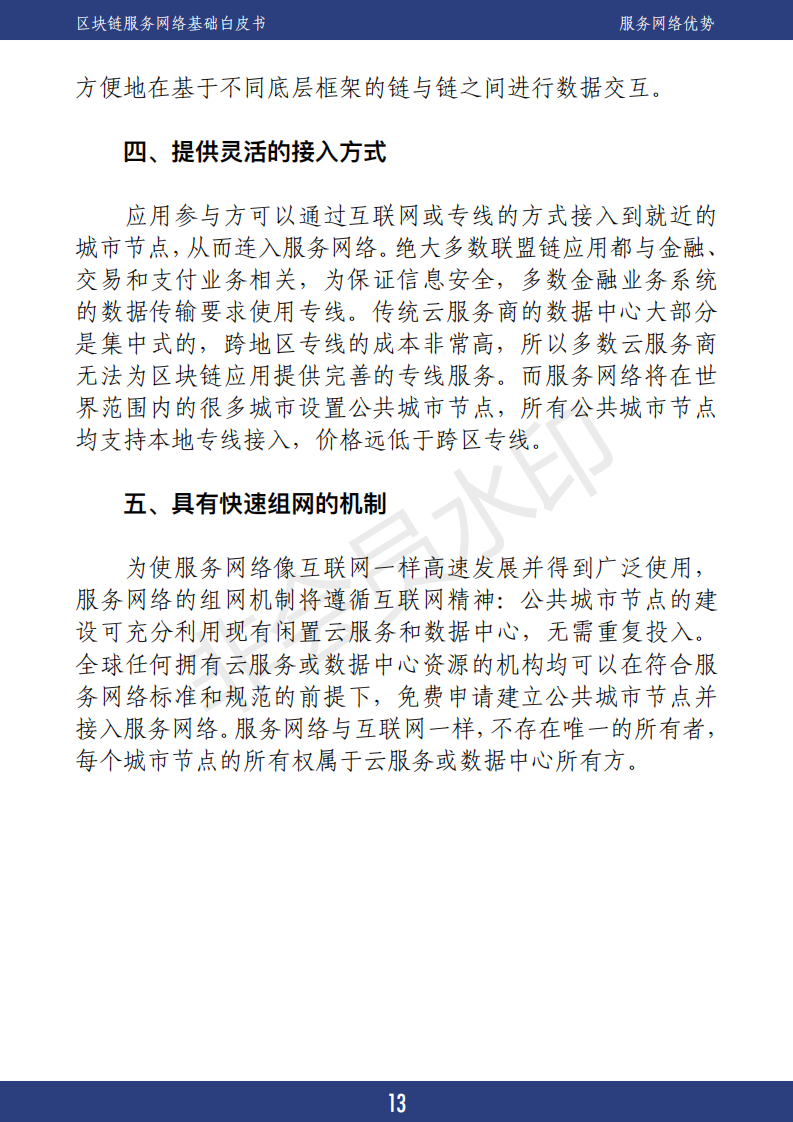 区块链服务网络基础白皮书
服务网络优势
方便地在基于不同底层框架的链与链之间进行数据交互。
四、提供灵活的接入方式
应用参与方可以通过互联网或专线的方式接入到就近的
城市节点，从而连入服务网络。绝大多数联盟链应用都与金融、
交易和支付业务相关，为保证信息安全，多数金融业务系统
的数据传输要求使用专线。传统云服务商的数据中心大部分
是集中式的，跨地区专线的成本非常高，所以多数云服务商
无法为区块链应用提供完善的专线服务。而服务网络将在世
界范围内的很多城市设置公共城市节点，所有公共城市节点
均支持本地专线接入，价格远低于跨区专线。
五、具有快速组网的机制
为使服务网络像互联网一样高速发展并得到广泛使用，
服务网络的组网机制将遵循互联网精神：公共城市节点的建
设可充分利用现有闲置云服务和数据中心，无需重复投入。
全球任何拥有云服务或数据中心资源的机构均可以在符合服
务网络标准和规范的前提下，免费申请建立公共城市节点并
接入服务网络。服务网络与互联网一样，不存在唯一的所有者，
每个城市节点的所有权属于云服务或数据中心所有方。
非会员水印
13